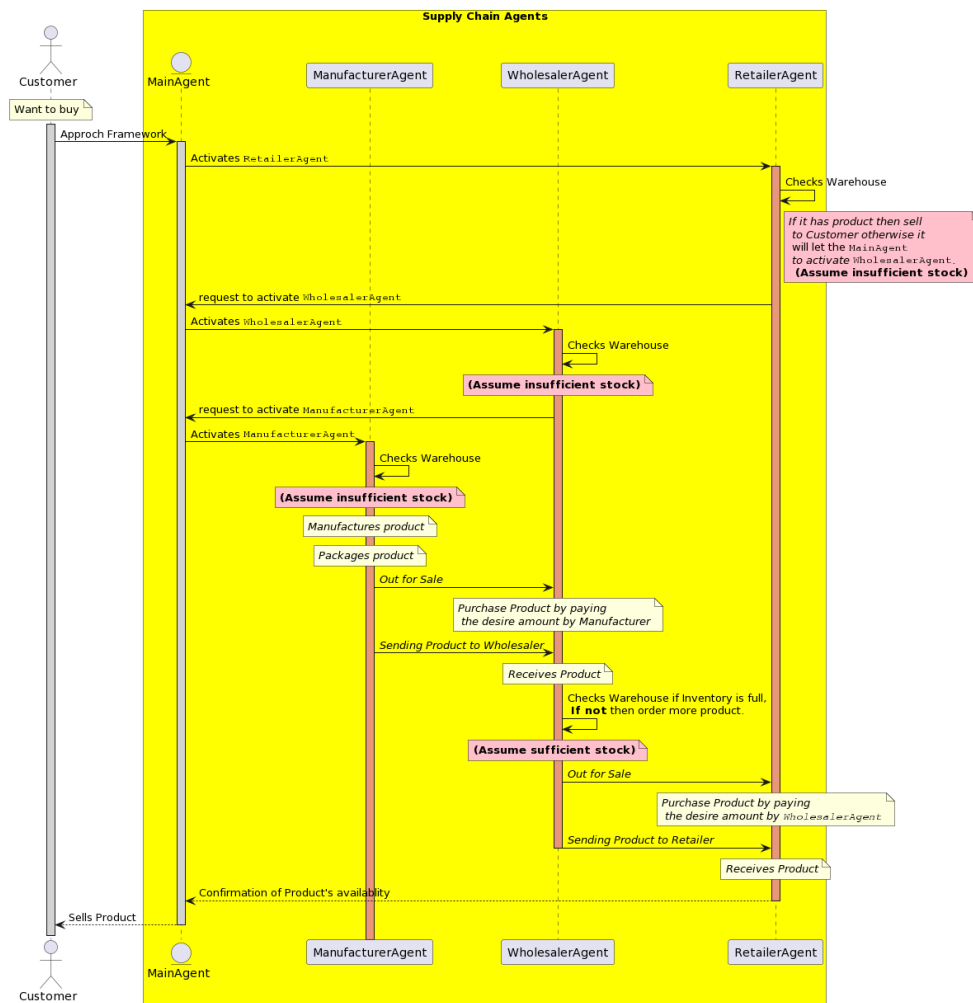 Supply Chain Agents
Customer
MainAgent
ManufacturerAgent
WholesalerAgent
RetailerAgent
Want to buy
Approch Framework
Activates RetailerAgent
Checks Warehouse
If it has product then sell
to Customer otherwise it
will let the MainAgent
to activate WholesalerAgent.
(Assume insufficient stock)
request to activate WholesalerAgent
Activates WholesalerAgent
Checks Warehouse
(Assume insufficient stock)
request to activate ManufacturerAgent
Activates ManufacturerAgent
Checks Warehouse
(Assume insufficient stock)
Manufactures product
Packages product
Out for Sale
Purchase Product by paying
the desire amount by Manufacturer
Sending Product to Wholesaler
Receives Product
Checks Warehouse if Inventory is full,
If not then order more product.
(Assume sufficient stock)
Out for Sale
Purchase Product by paying
the desire amount by WholesalerAgent
Sending Product to Retailer
Receives Product
Confirmation of Product's availablity
Sells Product
Customer
MainAgent
ManufacturerAgent
WholesalerAgent
RetailerAgent